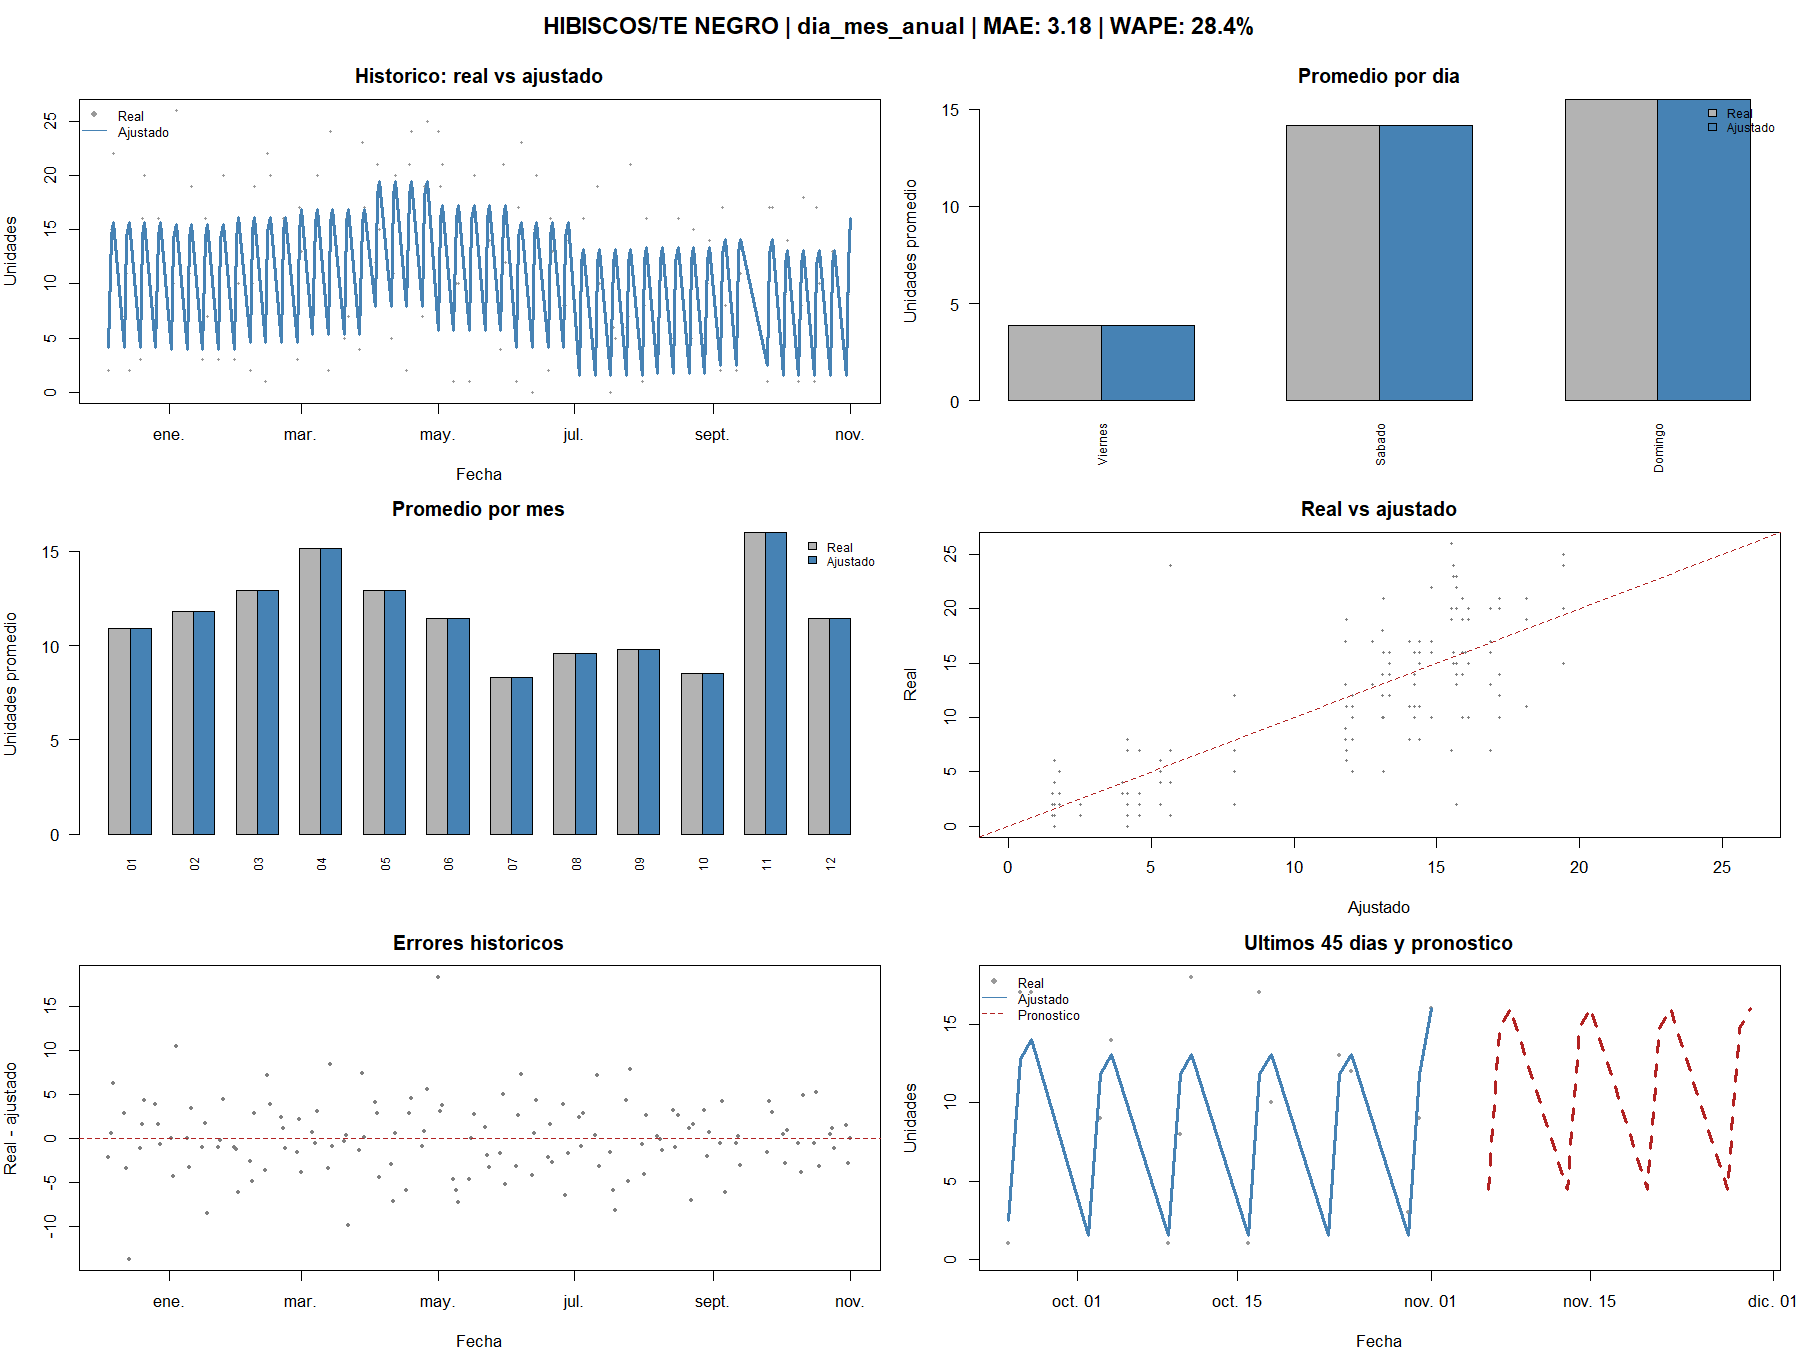 HIBISCOS/TE NEGRO | dia_mes_anual | MAE: 3.18 | WAPE: 28.4%
Historico: real vs ajustado
Real
Ajustado
Unidades
0
5
10
15
20
25
ene.
mar.
may.
jul.
sept.
nov.
Fecha
Promedio por dia
Real
Ajustado
Unidades promedio
0
5
10
15
Viernes
Sabado
Domingo
Promedio por mes
Real
Ajustado
Unidades promedio
0
5
10
15
01
02
03
04
05
06
07
08
09
10
11
12
Real vs ajustado
Real
0
5
10
15
20
25
0
5
10
15
20
25
Ajustado
Errores historicos
Real - ajustado
-10
-5
0
5
10
15
ene.
mar.
may.
jul.
sept.
nov.
Fecha
Ultimos 45 dias y pronostico
Real
Ajustado
Pronostico
Unidades
0
5
10
15
oct. 01
oct. 15
nov. 01
nov. 15
dic. 01
Fecha